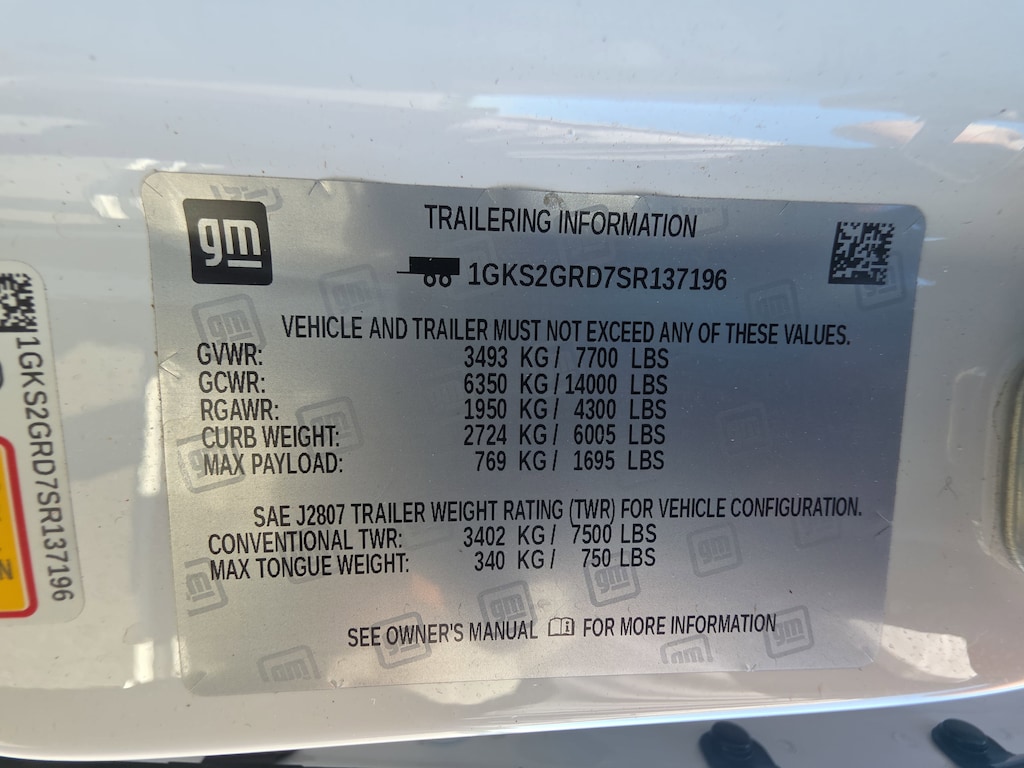 gm
TRAILERING INFORMATION
1GKS2GRD7SR137196
VEHICLE AND TRAILER MUST NOT EXCEED ANY OF THESE VALUES.
GVWR: 3493 KG / 7700 LBS
GCWR: 6350 KG / 14000 LBS
RGAWR: 1950 KG / 4300 LBS
CURB WEIGHT: 2724 KG / 6005 LBS
MAX PAYLOAD: 769 KG / 1695 LBS
SAE J2807 TRAILER WEIGHT RATING (TWR) FOR VEHICLE CONFIGURATION.
CONVENTIONAL TWR: 3402 KG / 7500 LBS
MAX TONGUE WEIGHT: 340 KG / 750 LBS
SEE OWNER'S MANUAL FOR MORE INFORMATION
1GKS2GRD7SR137196